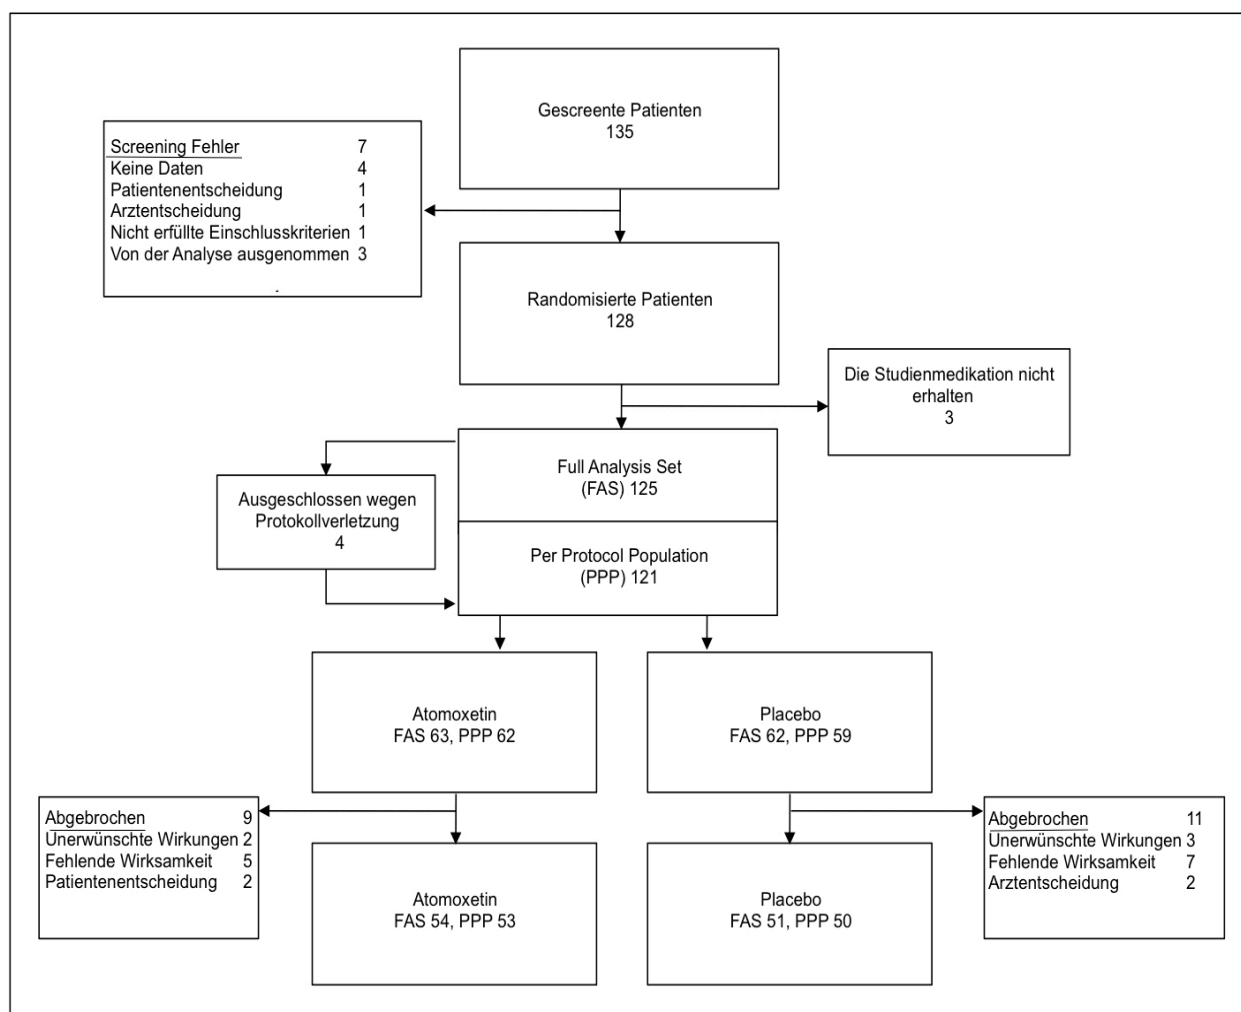 Gescreente Patienten
135
Screening Fehler 7
Keine Daten 4
Patientenentscheidung 1
Arztentscheidung 1
Nicht erfüllte Einschlusskriterien 1
Von der Analyse ausgenommen 3
Randomisierte Patienten
128
Die Studienmedikation nicht
erhalten
3
Full Analysis Set
(FAS) 125
Ausgeschlossen wegen
Protokollverletzung
4
Per Protocol Population
(PPP) 121
Atomoxetin
FAS 63, PPP 62
Placebo
FAS 62, PPP 59
Abgebrochen 9
Unerwünschte Wirkungen 2
Fehlende Wirksamkeit 5
Patientenentscheidung 2
Abgebrochen 11
Unerwünschte Wirkungen 3
Fehlende Wirksamkeit 7
Arztentscheidung 2
Atomoxetin
FAS 54, PPP 53
Placebo
FAS 51, PPP 50